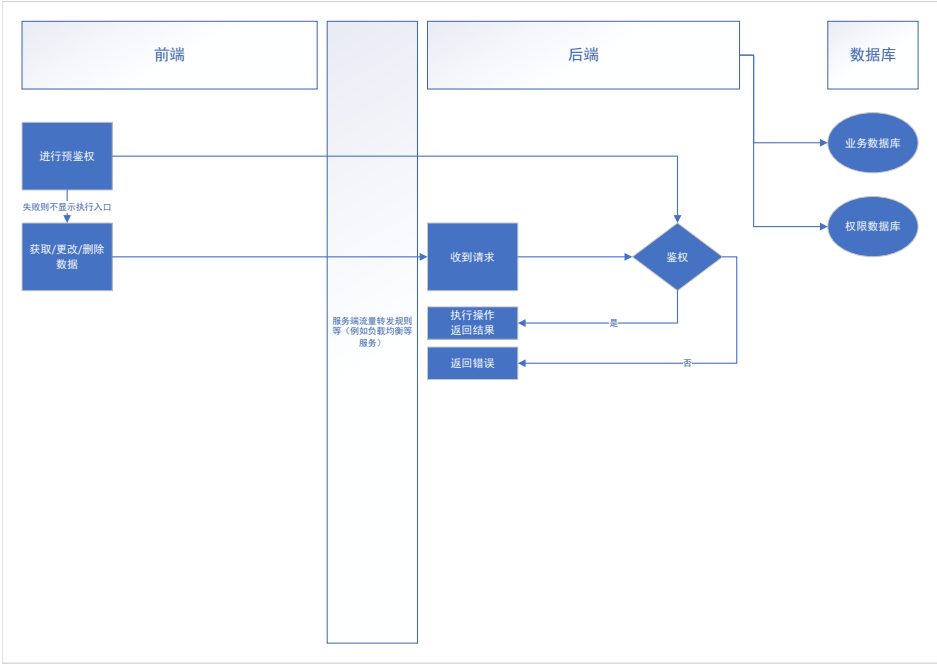 前端
后端
数据库
进行预鉴权
业务数据库
失败则不显示执行入口
权限数据库
获取/更改/删除
数据
收到请求
鉴权
服务端流量转发规则
等（例如负载均衡等
服务）
执行操作
返回结果
是
返回错误
否